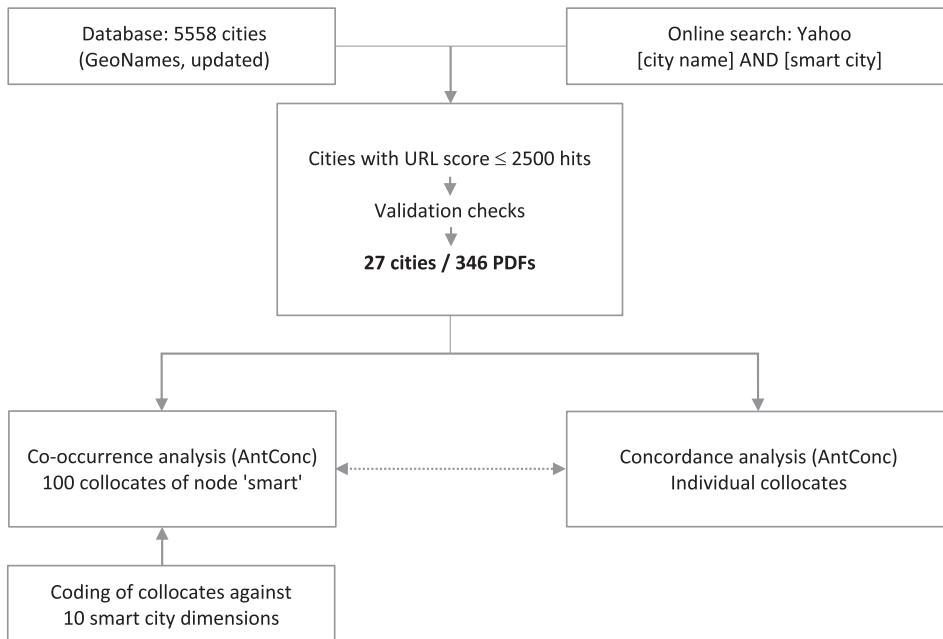 Database: 5558 cities
(GeoNames, updated)
Online search: Yahoo
[city name] AND [smart city]
Cities with URL score ≤ 2500 hits
Validation checks
27 cities / 346 PDFs
Co-occurrence analysis (AntConc)
100 collocates of node 'smart'
Concordance analysis (AntConc)
Individual collocates
Coding of collocates against
10 smart city dimensions